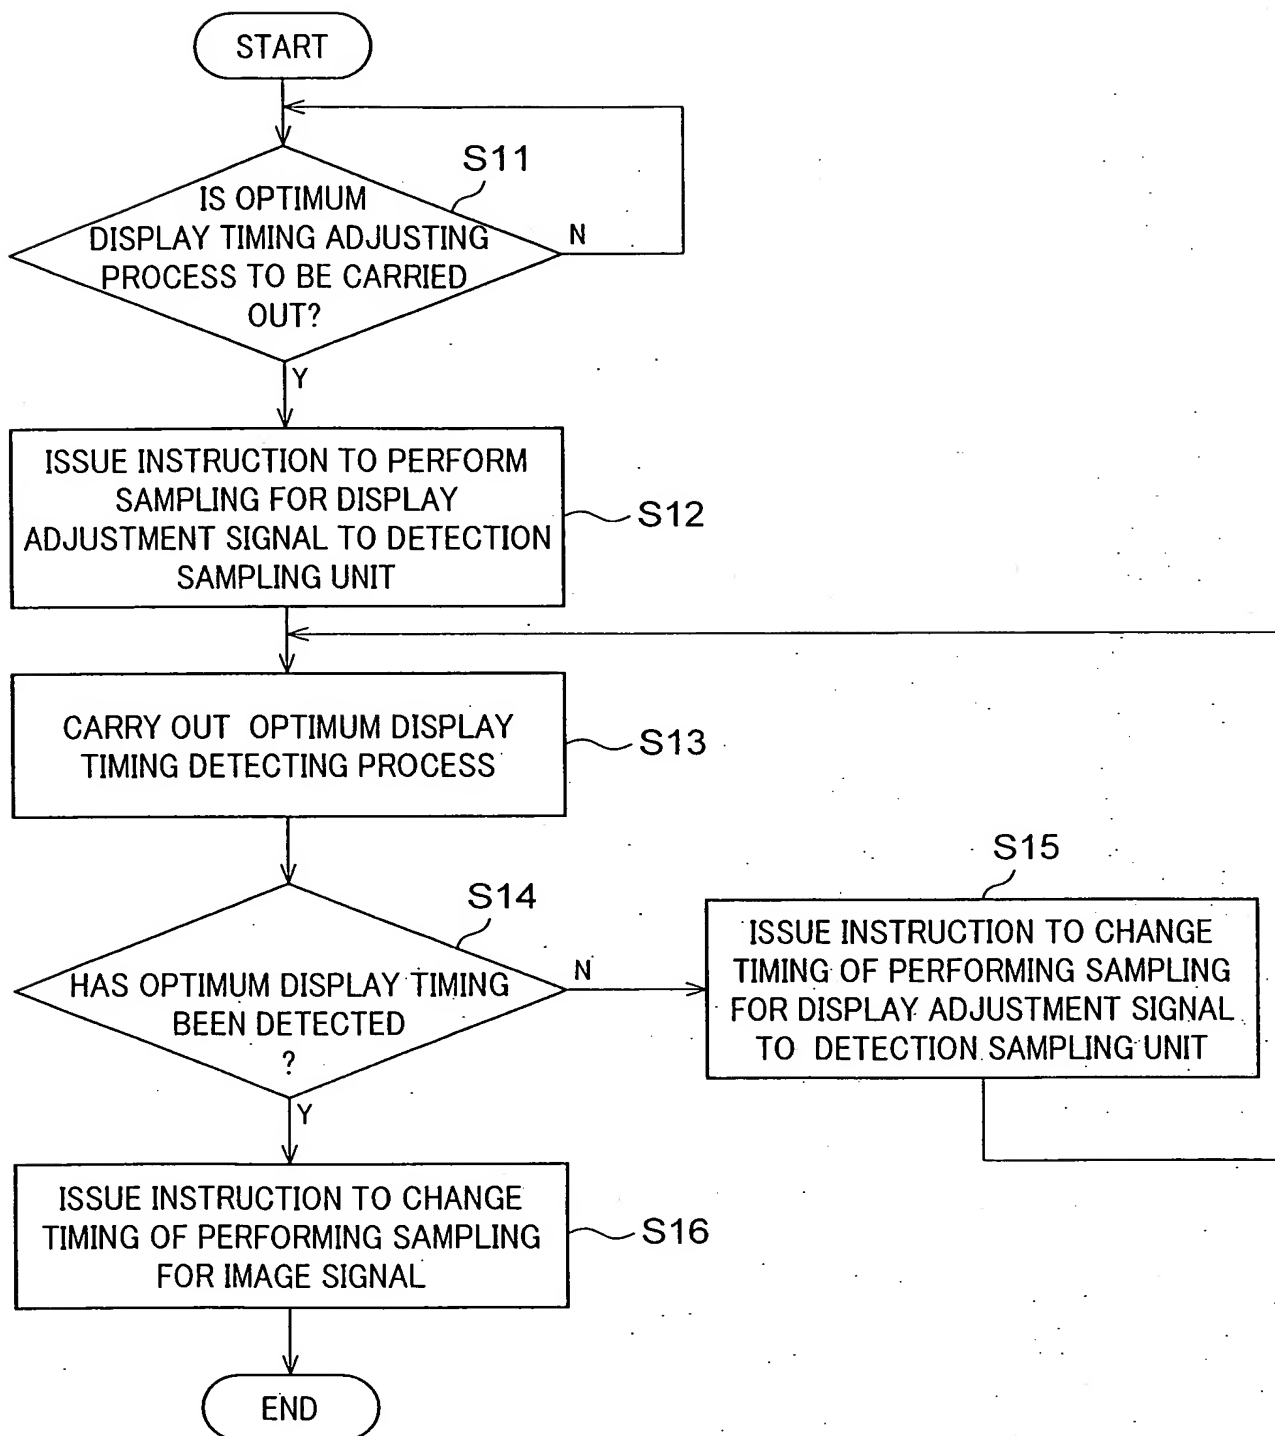 START
S11
IS OPTIMUM
DISPLAY TIMING ADJUSTING
PROCESS TO BE CARRIED
OUT?
N
Y
ISSUE INSTRUCTION TO PERFORM
SAMPLING FOR DISPLAY
ADJUSTMENT SIGNAL TO DETECTION
SAMPLING UNIT
S12
CARRY OUT OPTIMUM DISPLAY
TIMING DETECTING PROCESS
S13
S14
HAS OPTIMUM DISPLAY TIMING
BEEN DETECTED
?
N
Y
S15
ISSUE INSTRUCTION TO CHANGE
TIMING OF PERFORMING SAMPLING
FOR DISPLAY ADJUSTMENT SIGNAL
TO DETECTION SAMPLING UNIT
ISSUE INSTRUCTION TO CHANGE
TIMING OF PERFORMING SAMPLING
FOR IMAGE SIGNAL
S16
END